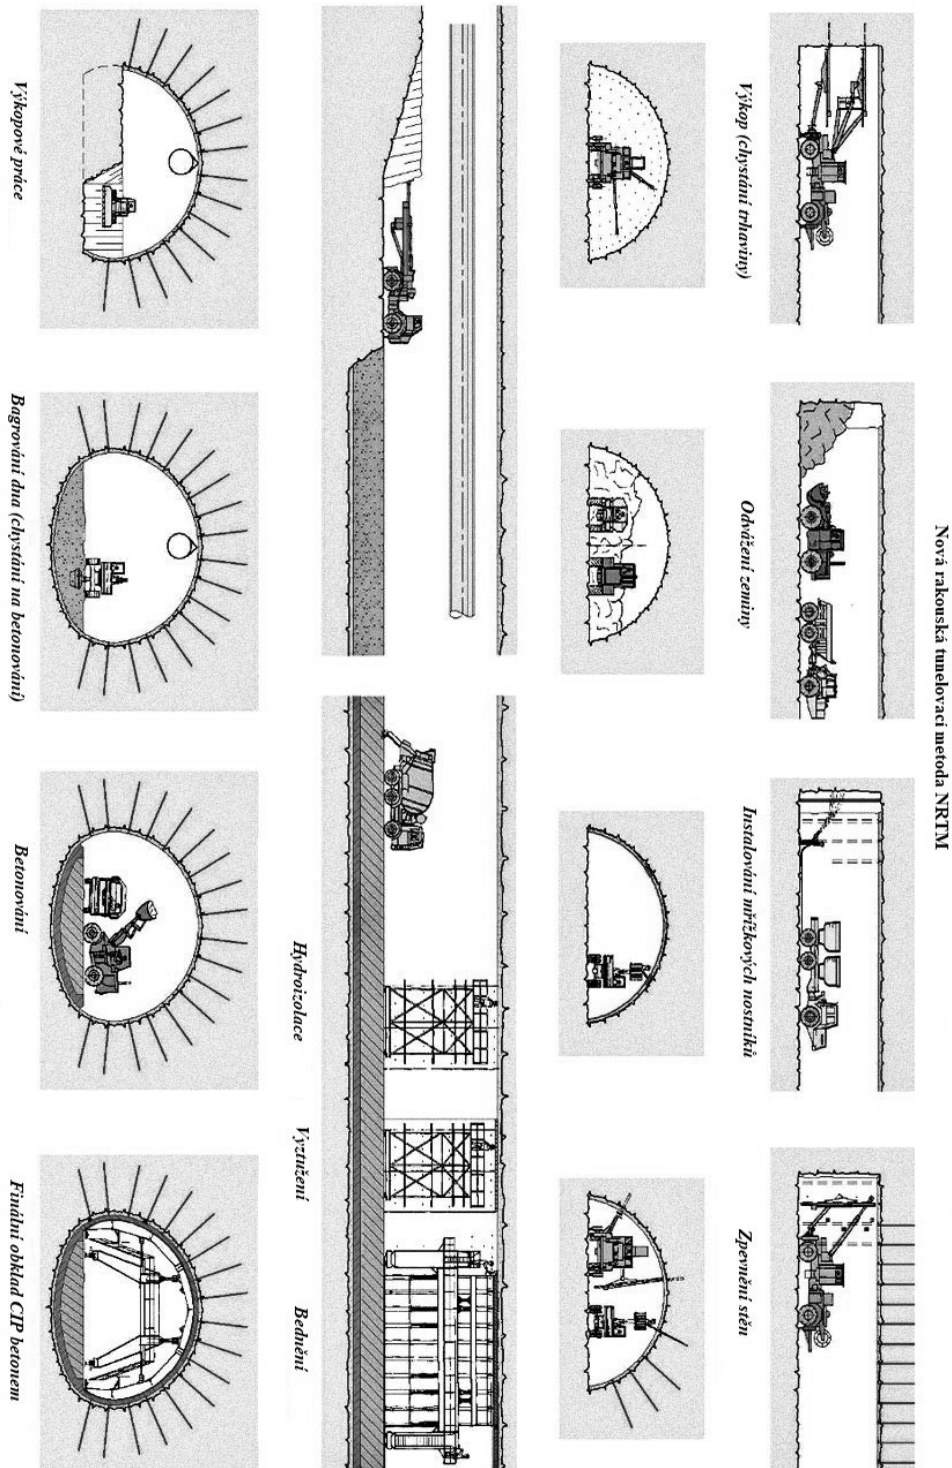 Nová rakouská tunelovací metoda NRTM
Výkop (chystání trhaviny)
Odvážení zeminy
Instalování mřížkových nostníků
Zpevnění stěn
Hydroizolace
Vyztužení
Bednění
Výkopové práce
Bagrování dna (chystání na betonování)
Betonování
Finální obklad CIP betonem